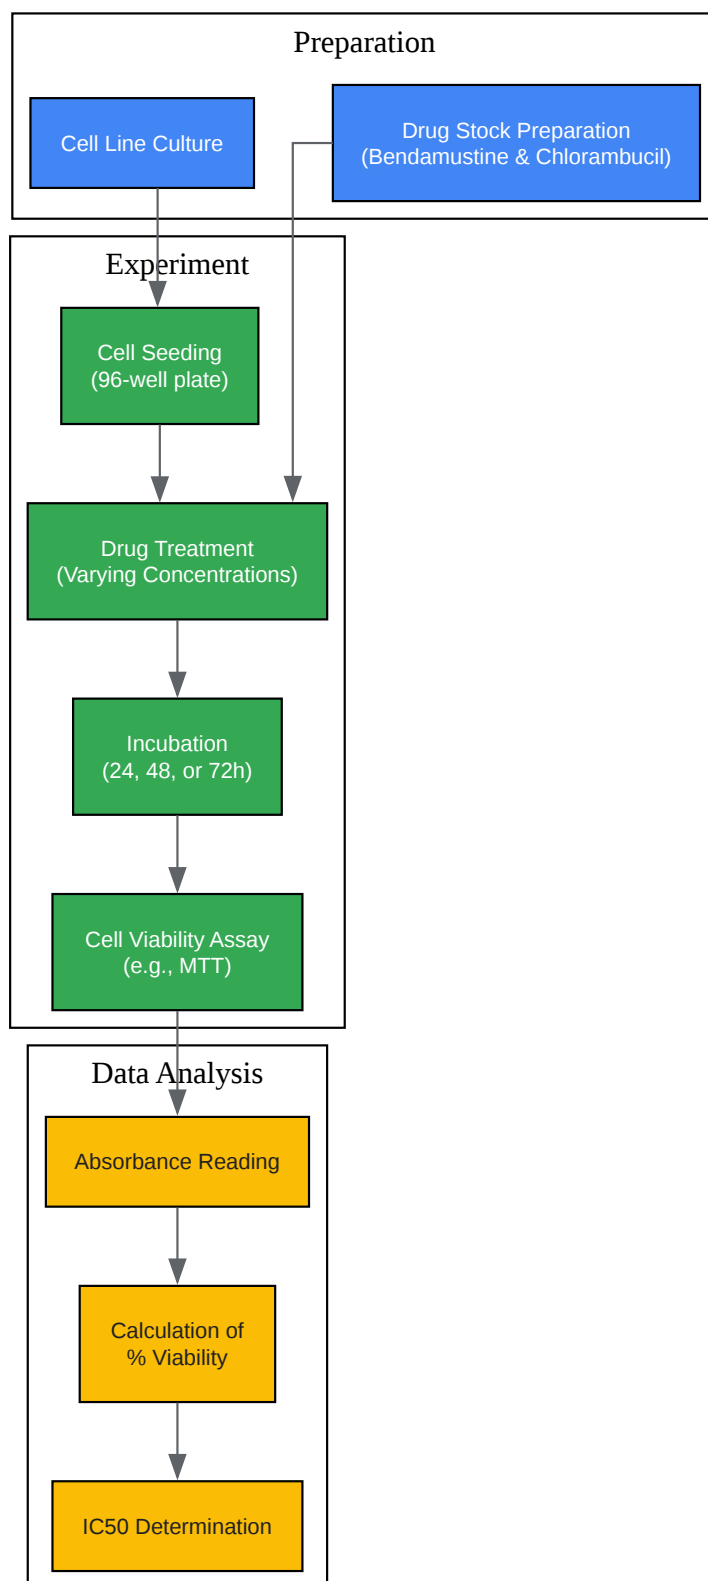 Preparation
Cell Line Culture
Drug Stock Preparation
(Bendamustine & Chlorambucil)
Experiment
Cell Seeding
(96-well plate)
Drug Treatment
(Varying Concentrations)
Incubation
(24, 48, or 72h)
Cell Viability Assay
(e.g., MTT)
Data Analysis
Absorbance Reading
Calculation of
% Viability
IC50 Determination